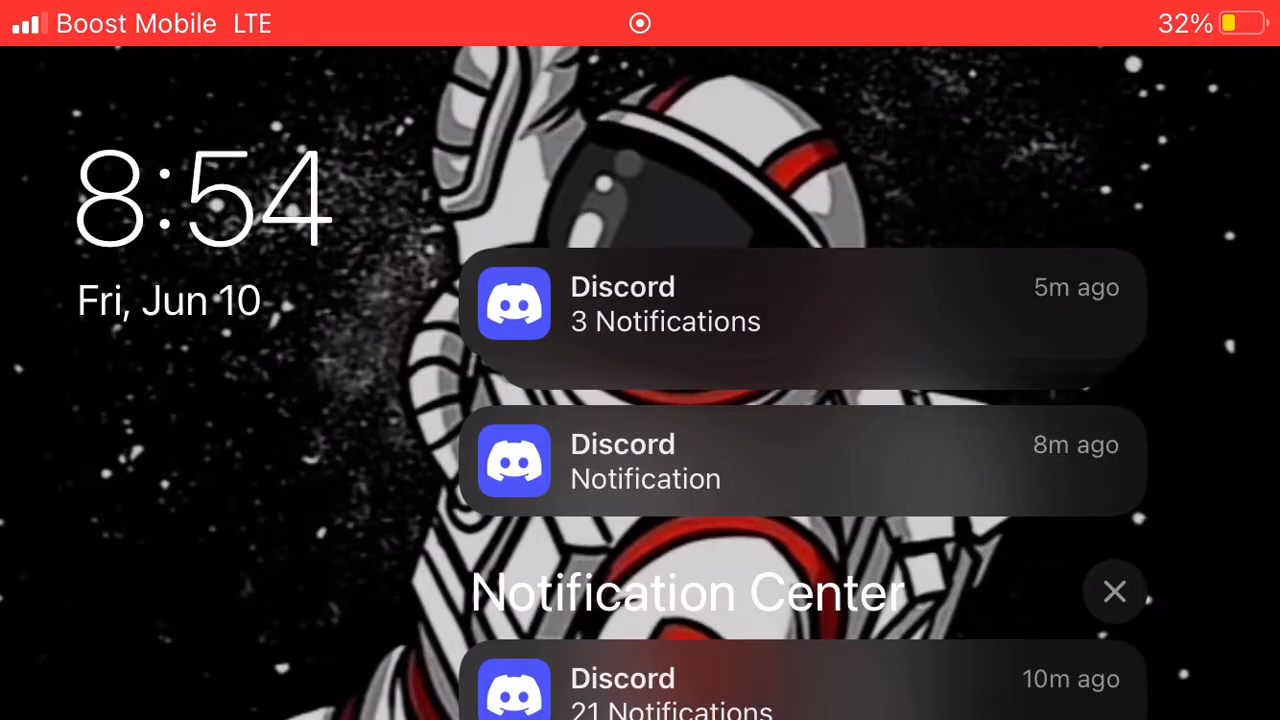 Boost Mobile LTE 32%
8:54
Fri, Jun 10
Discord 5m ago
3 Notifications
Discord 8m ago
Notification
Notification Center
Discord 10m ago
21 Notifications